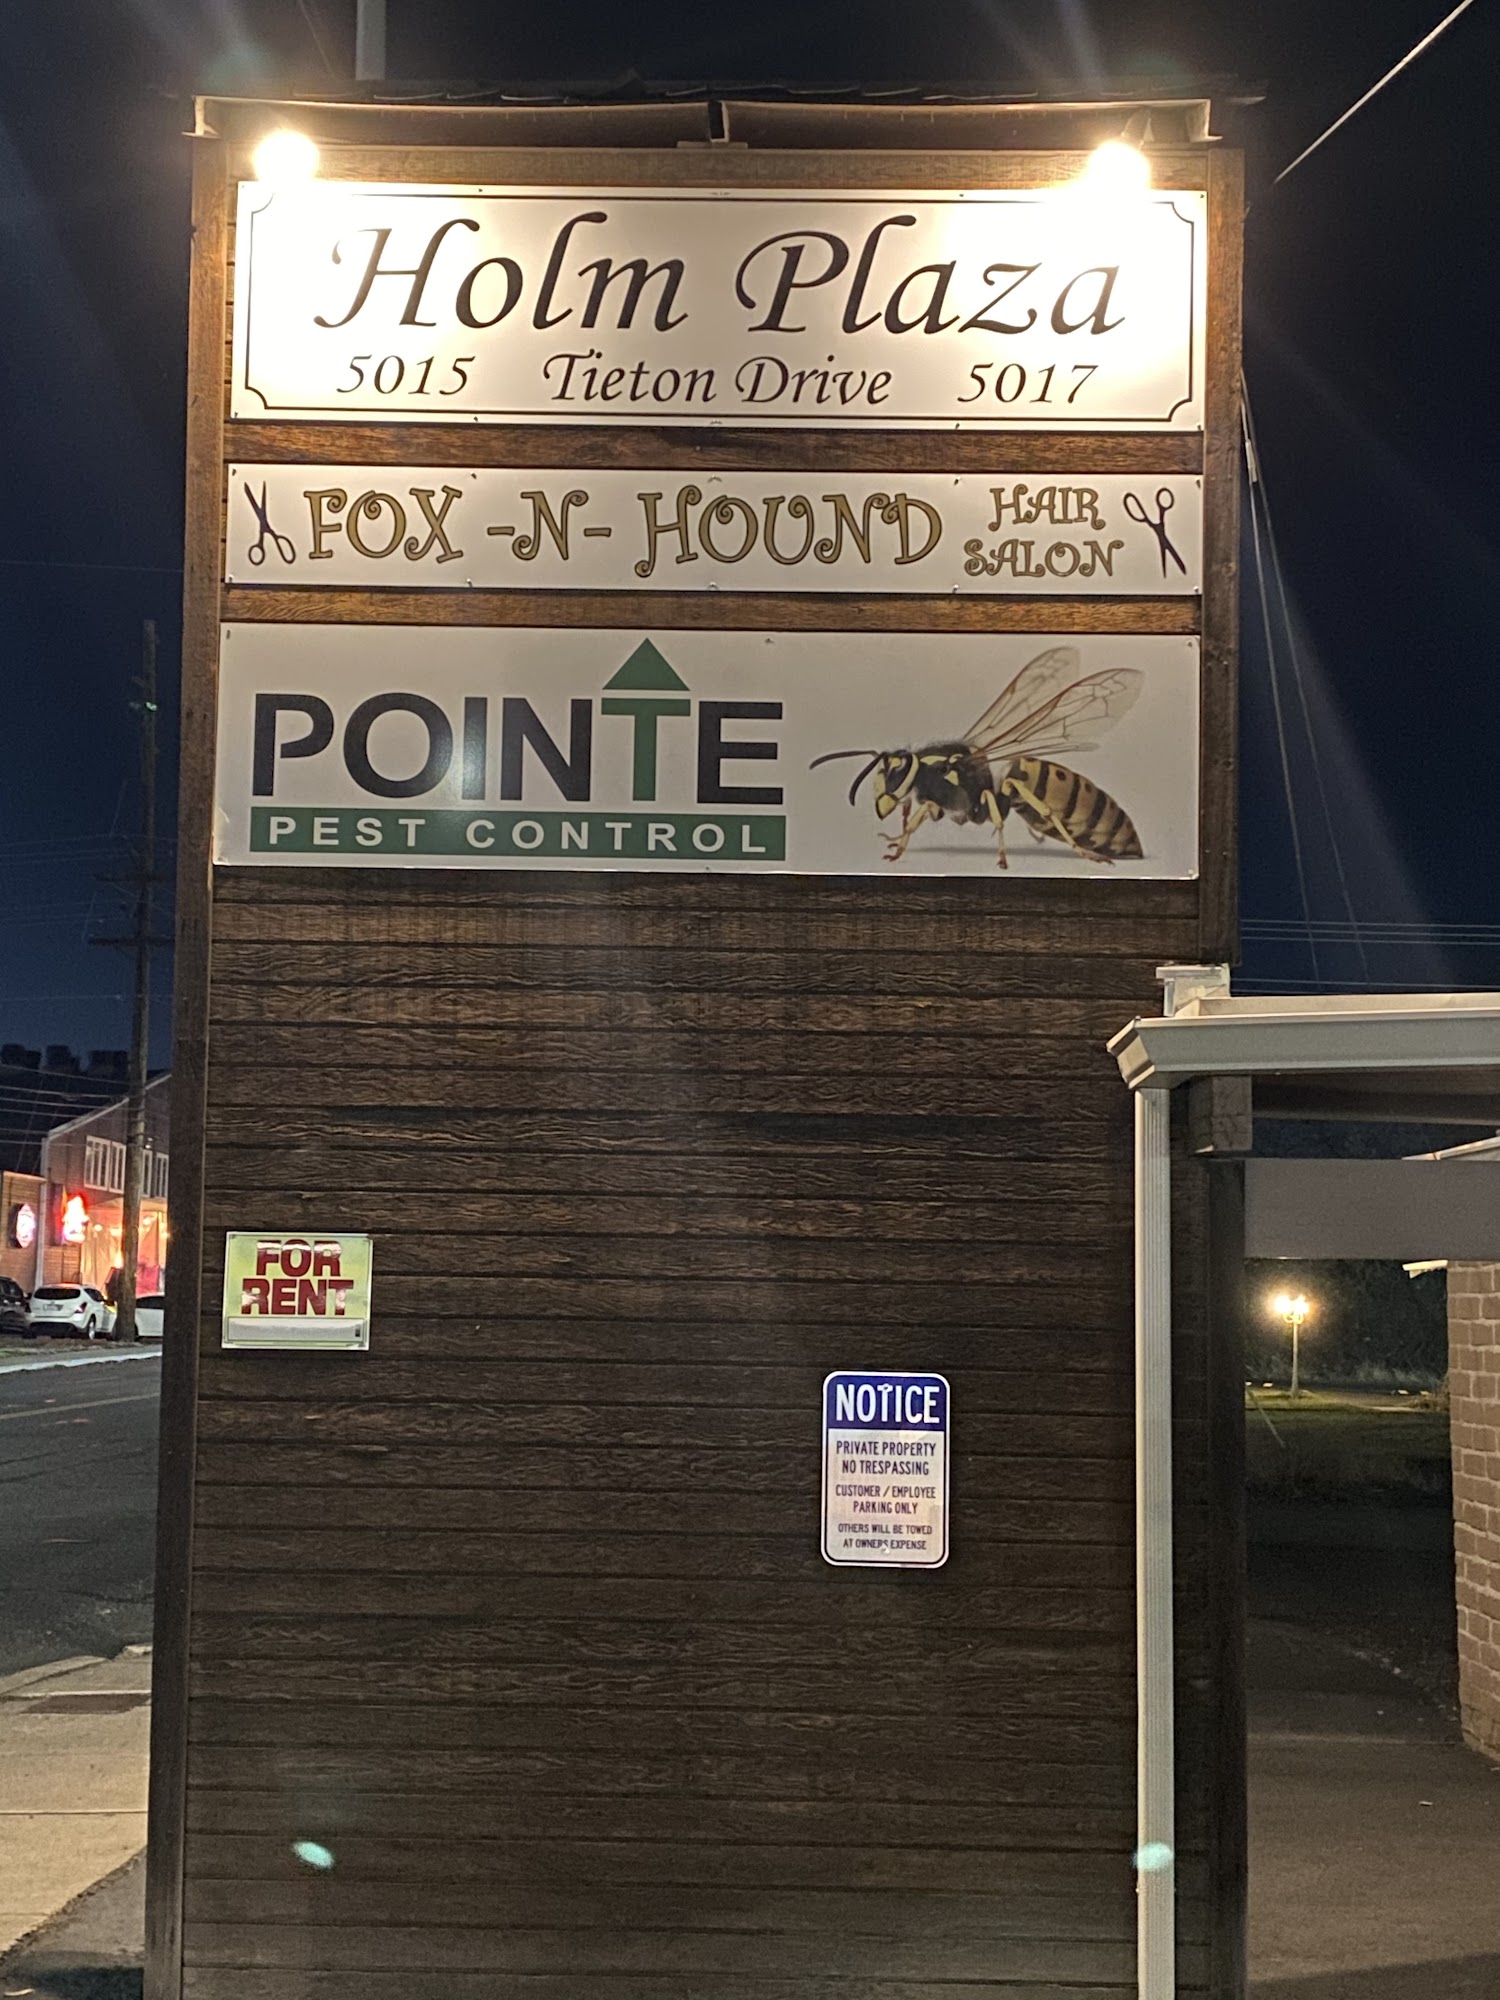 Holm Plaza
5015 Tieton Drive 5017
FOX -N- HOUND HAIR SALON
POINTE
PEST CONTROL
FOR
RENT
NOTICE
PRIVATE PROPERTY
NO TRESPASSING
CUSTOMER / EMPLOYEE
PARKING ONLY
OTHERS WILL BE TOWED
AT OWNERS EXPENSE